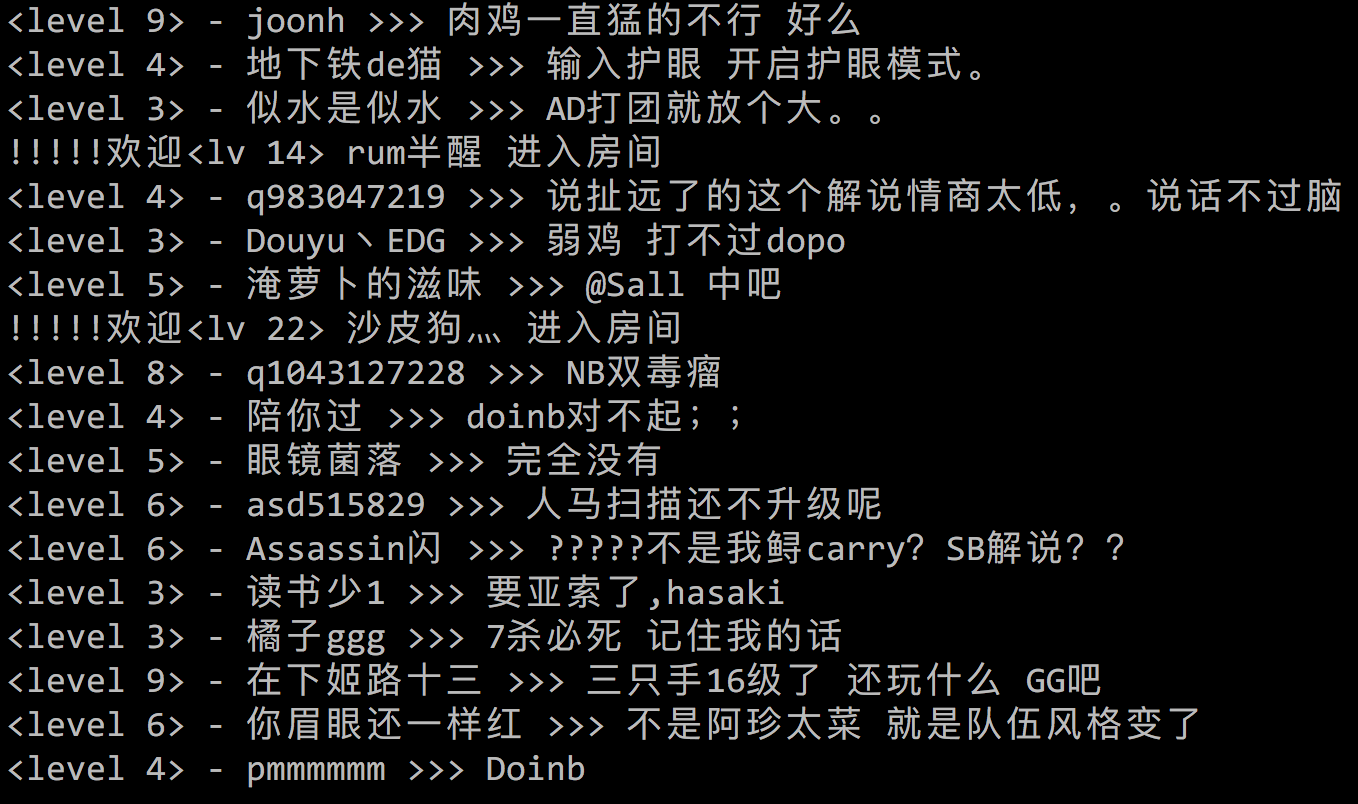 <level 9> - joonh >>> 肉鸡一直猛的不行 好么
<level 4> - 地下铁de猫 >>> 输入护眼 开启护眼模式。
<level 3> - 似水是似水 >>> AD打团就放个大。。
!!!!!欢迎<lv 14> rum半醒 进入房间
<level 4> - q983047219 >>> 说扯远了的这个解说情商太低，。说话不过脑
<level 3> - Douyu丶EDG >>> 弱鸡 打不过dopo
<level 5> - 淹萝卜的滋味 >>> @Sall 中吧
!!!!!欢迎<lv 22> 沙皮狗灬 进入房间
<level 8> - q1043127228 >>> NB双毒瘤
<level 4> - 陪你过 >>> doinb对不起；；
<level 5> - 眼镜菌落 >>> 完全没有
<level 6> - asd515829 >>> 人马扫描还不升级呢
<level 6> - Assassin闪 >>> ?????不是我鲟carry？SB解说？？
<level 3> - 读书少1 >>> 要亚索了,hasaki
<level 3> - 橘子ggg >>> 7杀必死 记住我的话
<level 9> - 在下姬路十三 >>> 三只手16级了 还玩什么 GG吧
<level 6> - 你眉眼还一样红 >>> 不是阿珍太菜 就是队伍风格变了
<level 4> - pmmmmmm >>> Doinb